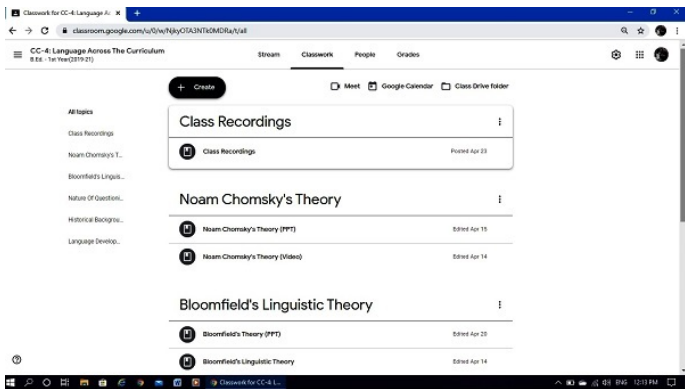 Classwork for CC-4: Language A
classroom.google.com/u/0/w/NjkyOTA3NTk0MDRa/t/all
CC-4: Language Across The Curriculum
B.Ed. - 1st Year(2019-21)
Stream Classwork People Grades
+ Create
Meet Google Calendar Class Drive folder
All topics
Class Recordings
Noam Chomsky's T...
Bloomfield's Linguis...
Nature Of Questioni...
Historical Backgrou...
Language Develop...
Class Recordings
Class Recordings Posted Apr 23
Noam Chomsky's Theory
Noam Chomsky's Theory (PPT) Edited Apr 15
Noam Chomsky's Theory (Video) Edited Apr 14
Bloomfield's Linguistic Theory
Bloomfield's Theory (PPT) Edited Apr 20
Bloomfield's Linguistic Theory Edited Apr 14
Classwork for CC-4: L...
ENG 12:13 PM